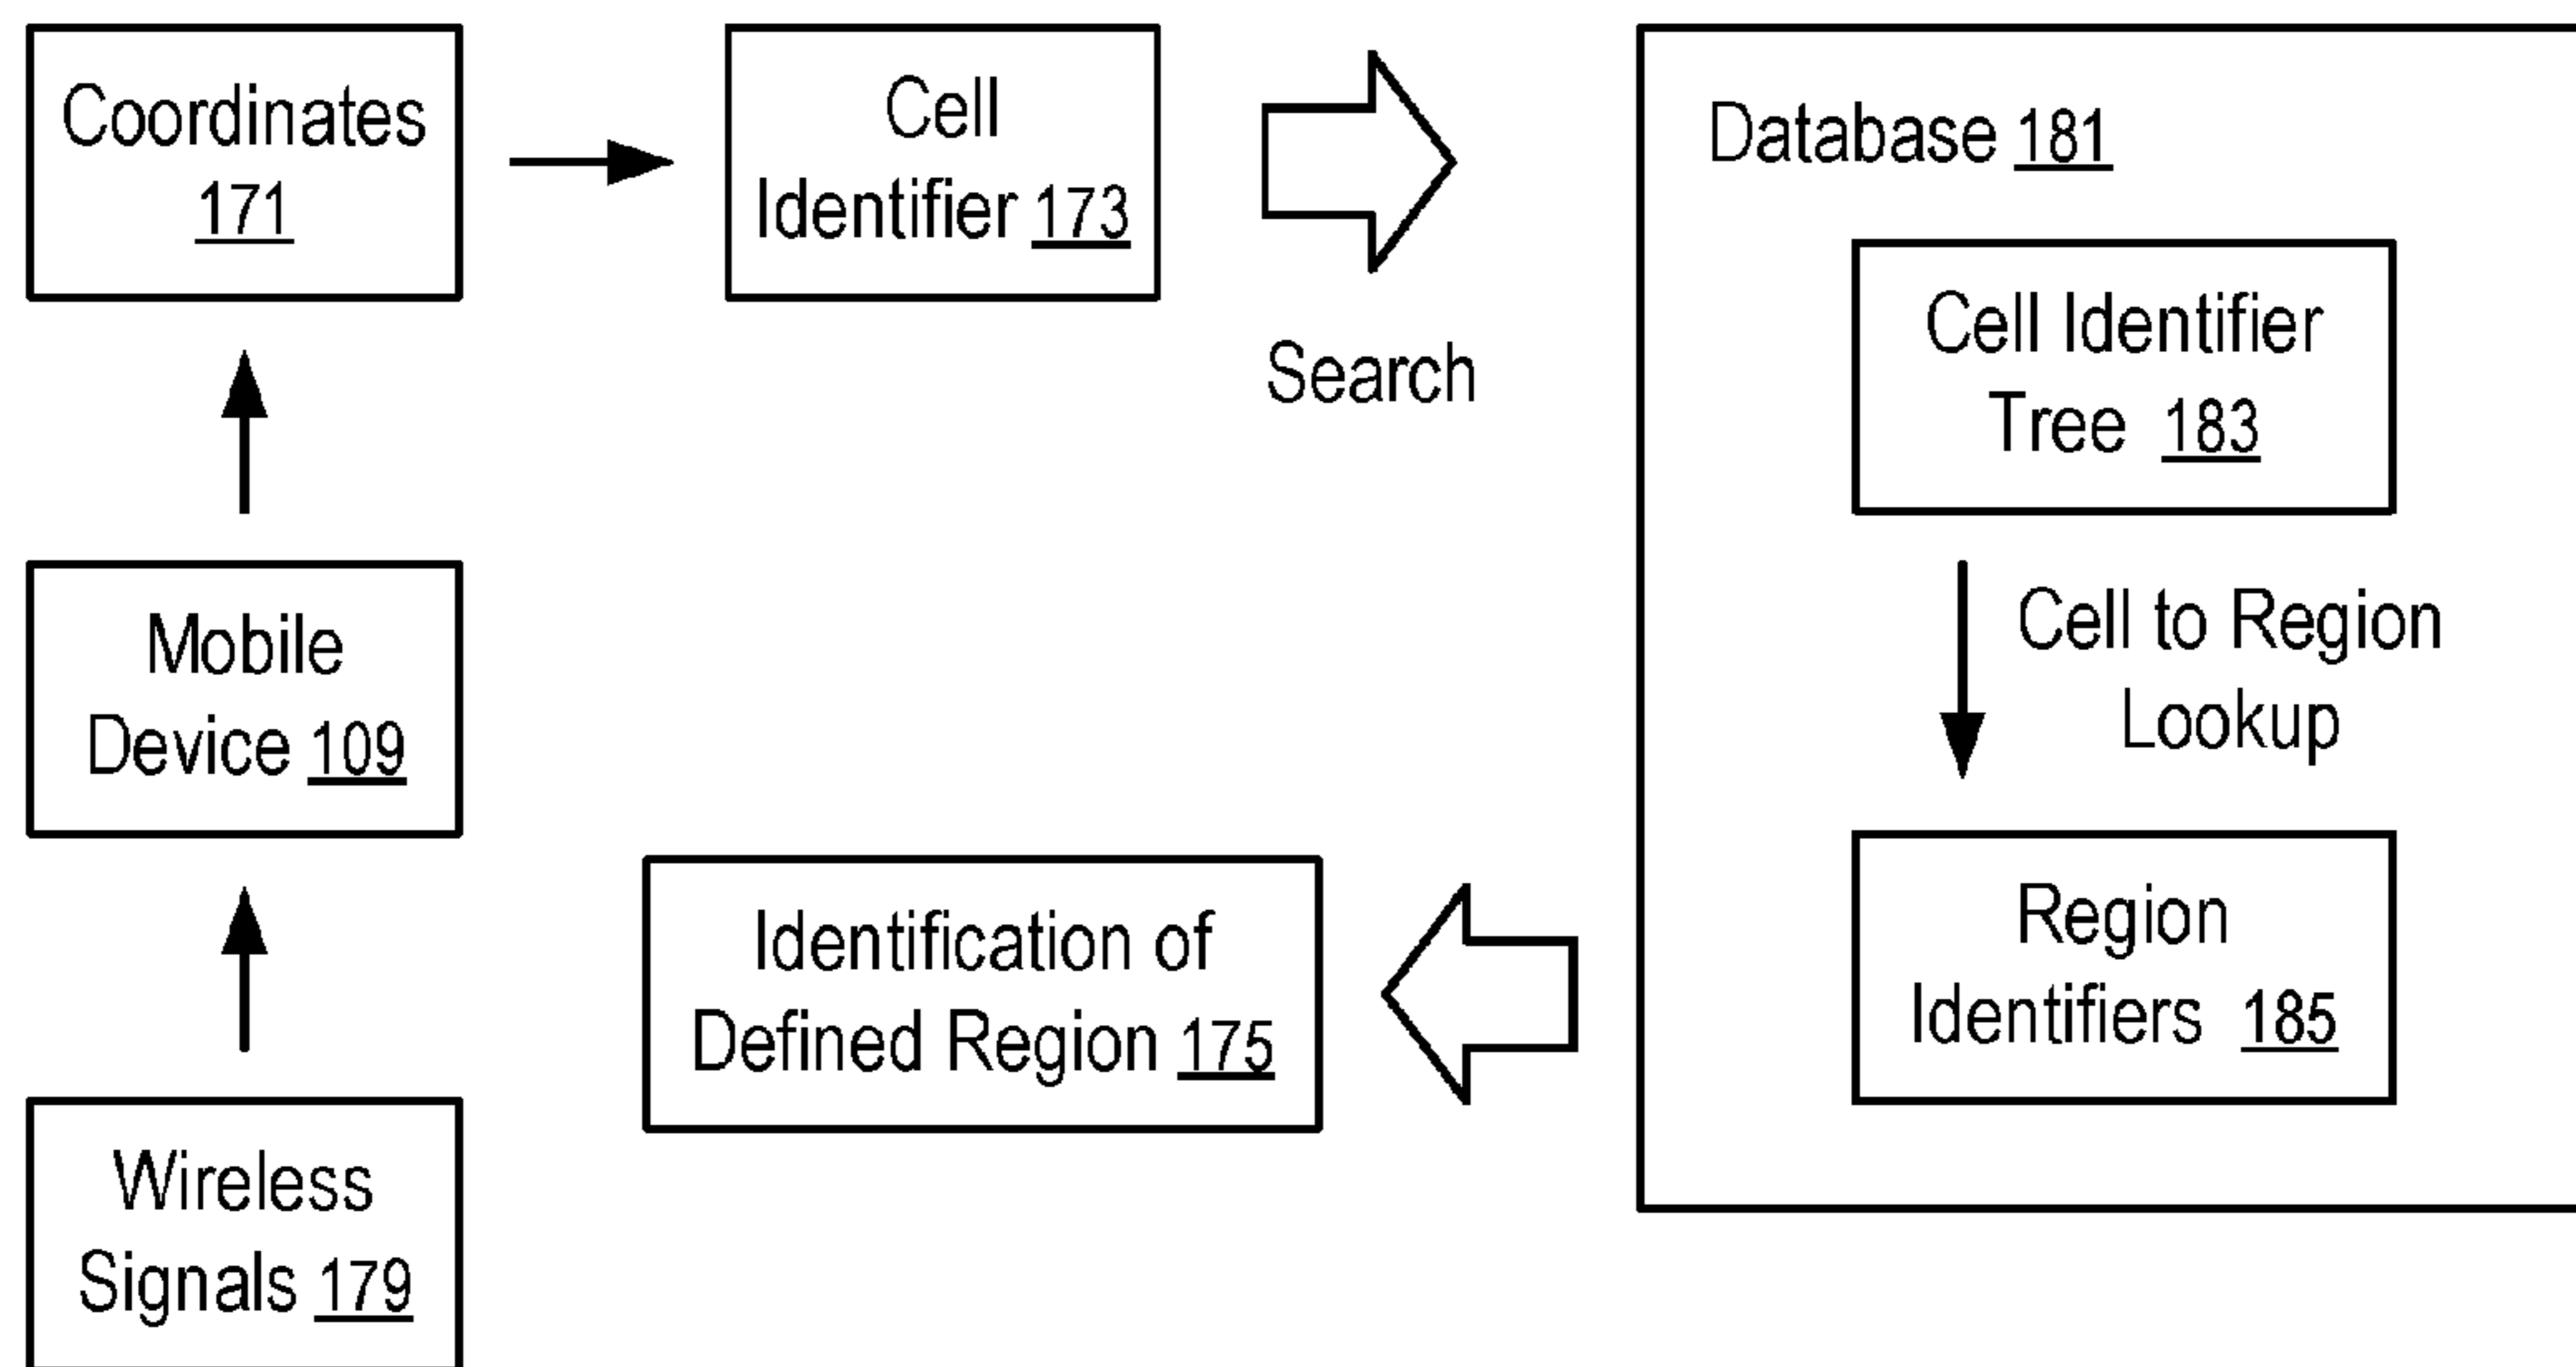 Coordinates
171
Cell
Identifier 173
Search
Database 181
Cell Identifier
Tree 183
Cell to Region
Lookup
Region
Identifiers 185
Mobile
Device 109
Identification of
Defined Region 175
Wireless
Signals 179